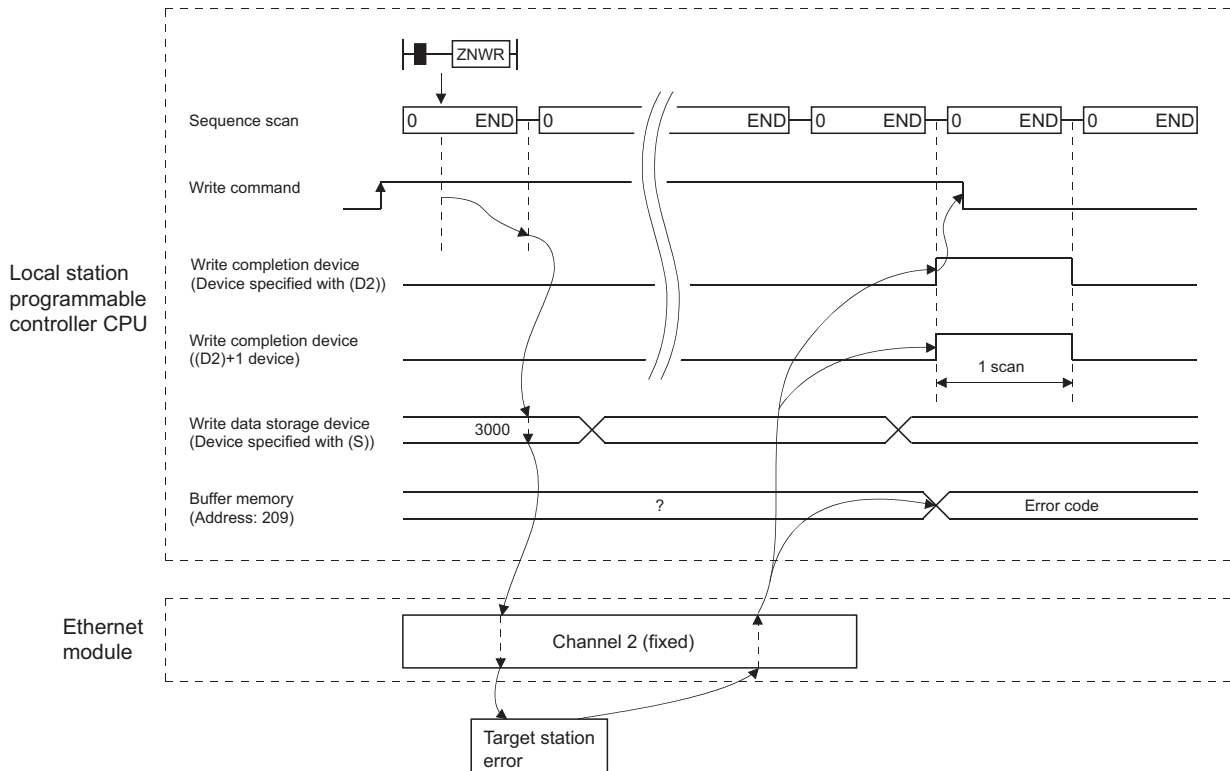 ZNWR
Sequence scan
0 END 0 END 0 END 0 END 0 END
Write command
Local station
programmable
controller CPU
Write completion device
(Device specified with (D2))
Write completion device
((D2)+1 device)
1 scan
Write data storage device
(Device specified with (S))
3000
Buffer memory
(Address: 209)
?
Error code
Ethernet
module
Channel 2 (fixed)
Target station
error